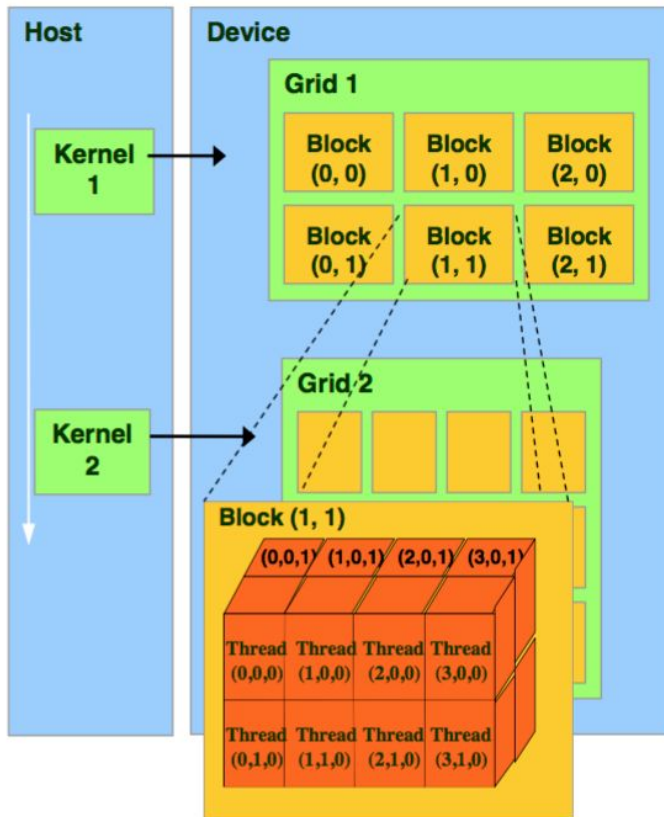 Host
Device
Grid 1
Kernel
1
Block
(0, 0)
Block
(1, 0)
Block
(2, 0)
Block
(0, 1)
Block
(1, 1)
Block
(2, 1)
Grid 2
Kernel
2
Block (1, 1)
(0,0,1) (1,0,1) (2,0,1) (3,0,1)
Thread Thread Thread Thread
(0,0,0) (1,0,0) (2,0,0) (3,0,0)
Thread Thread Thread Thread
(0,1,0) (1,1,0) (2,1,0) (3,1,0)